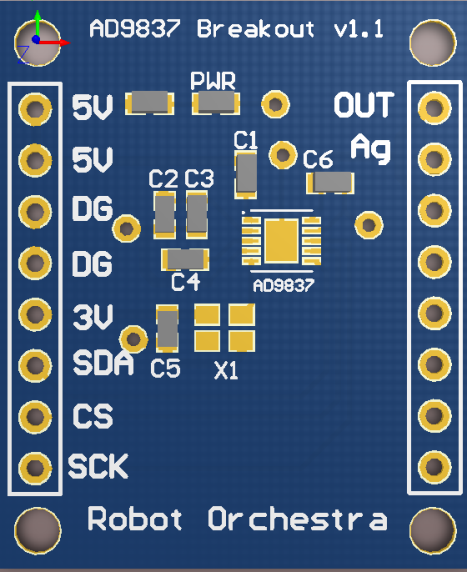 AD9837 Breakout v1.1
PWR
5V
OUT
C1
Ag
5V
C6
C2 C3
DG
DG
C4
AD9837
3V
SDA
C5
X1
CS
SCK
Robot Orchestra
Z